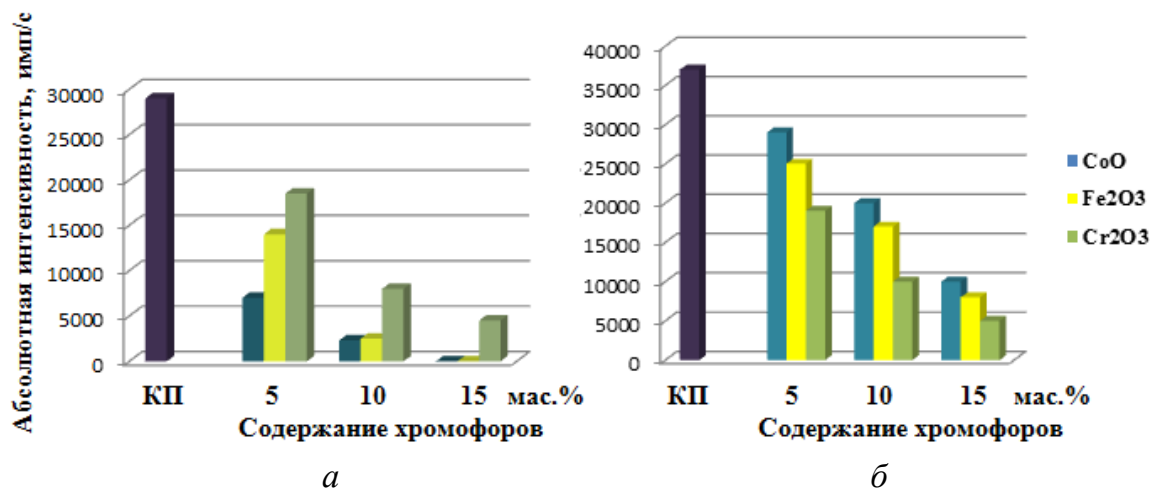 Абсолютная интенсивность, имп/с
30000
25000
20000
15000
10000
5000
0
КП 5 10 15 мас.%
Содержание хромофоров
а
40000
35000
30000
25000
20000
15000
10000
5000
0
КП 5 10 15 мас.%
Содержание хромофоров
б
CoO
Fe2O3
Cr2O3